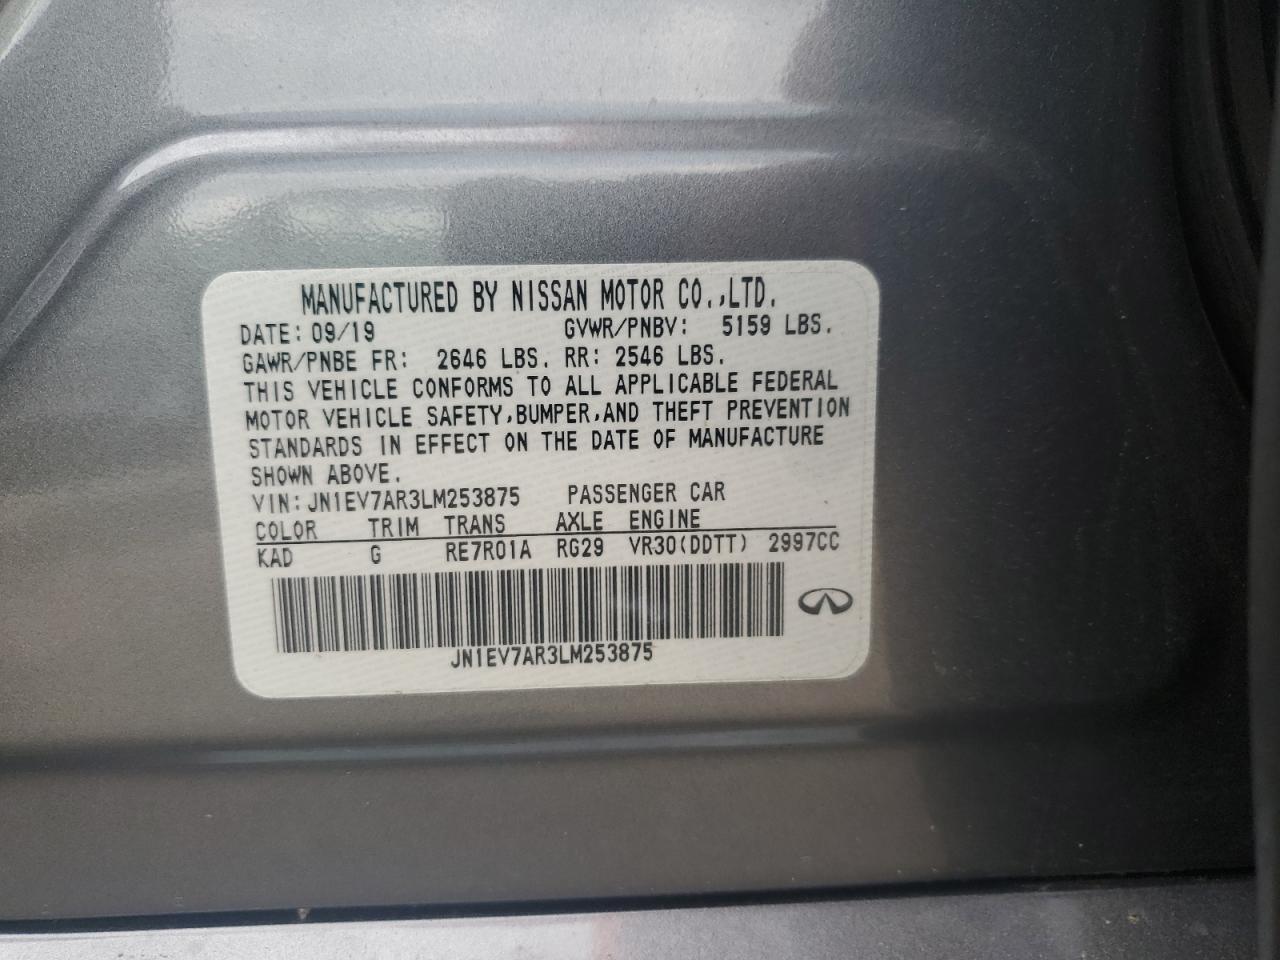 MANUFACTURED BY NISSAN MOTOR CO.,LTD.
DATE: 09/19 GVWR/PNBV: 5159 LBS.
GAWR/PNBE FR: 2646 LBS. RR: 2546 LBS.
THIS VEHICLE CONFORMS TO ALL APPLICABLE FEDERAL
MOTOR VEHICLE SAFETY,BUMPER,AND THEFT PREVENTION
STANDARDS IN EFFECT ON THE DATE OF MANUFACTURE
SHOWN ABOVE.
VIN: JN1EV7AR3LM253875 PASSENGER CAR
COLOR TRIM TRANS AXLE ENGINE
KAD G RE7R01A RG29 VR30(DDTT) 2997CC
JN1EV7AR3LM253875